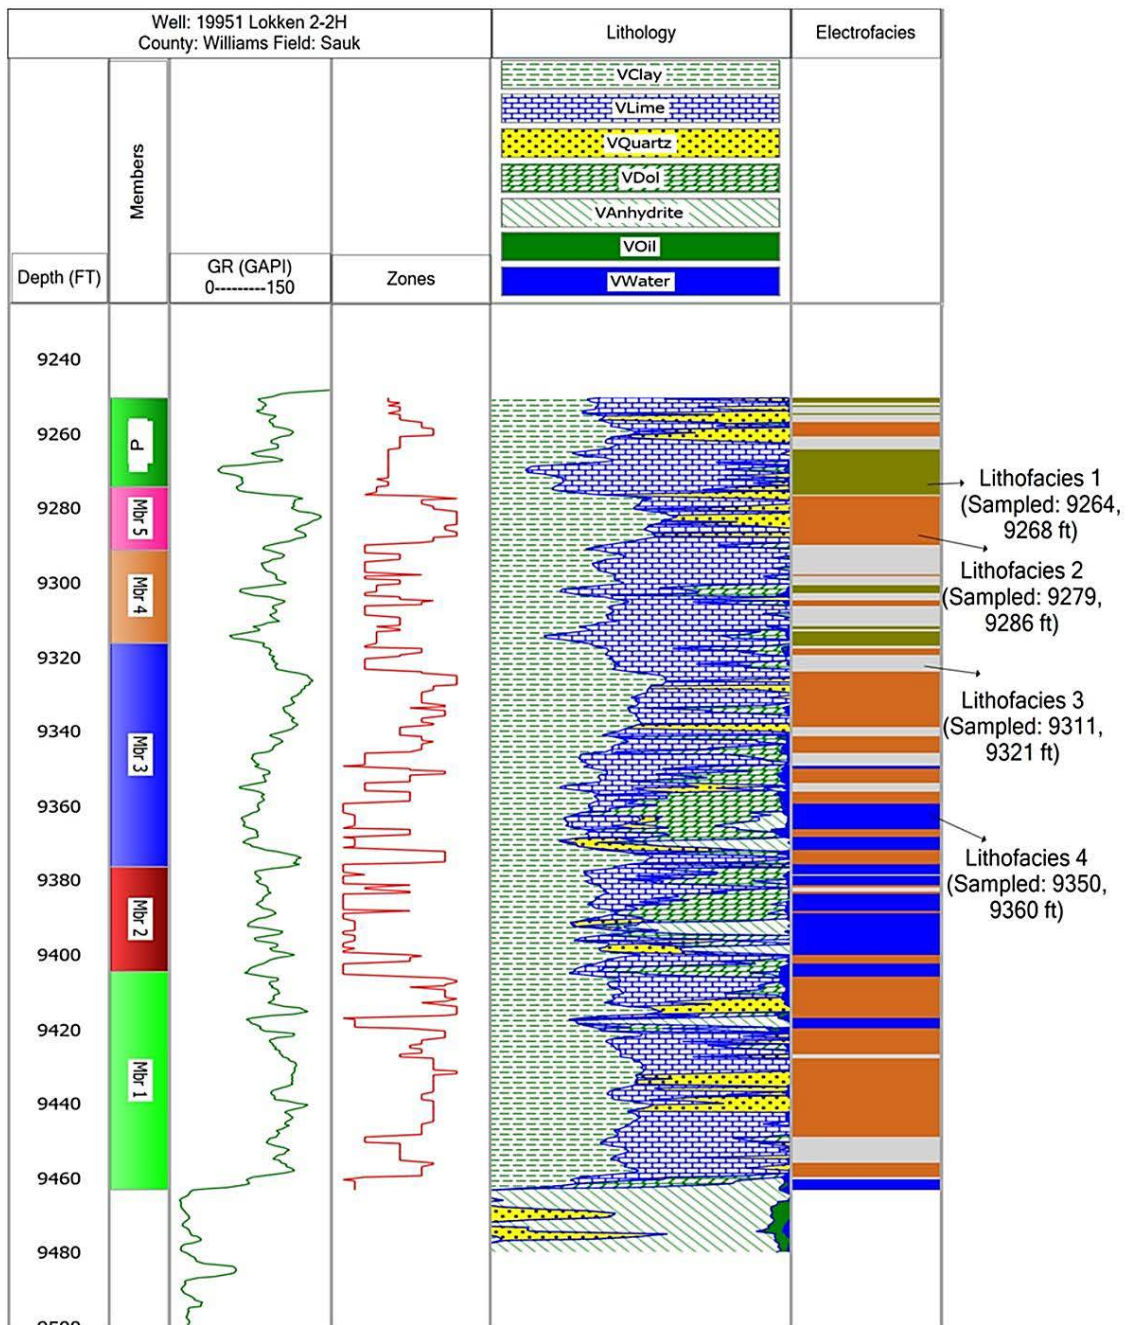 Well: 19951 Lokken 2-2H
County: Williams Field: Sauk
Lithology
Electrofacies
VClay
VLime
VQuartz
VDol
VAnhydrite
VOil
VWater
Members
Depth (FT)
GR (GAPI)
0---------150
Zones
9240
9260
9280
9300
9320
9340
9360
9380
9400
9420
9440
9460
9480
Mbr 5
Mbr 4
Mbr 3
Mbr 2
Mbr 1
Lithofacies 1
(Sampled: 9264,
9268 ft)
Lithofacies 2
(Sampled: 9279,
9286 ft)
Lithofacies 3
(Sampled: 9311,
9321 ft)
Lithofacies 4
(Sampled: 9350,
9360 ft)